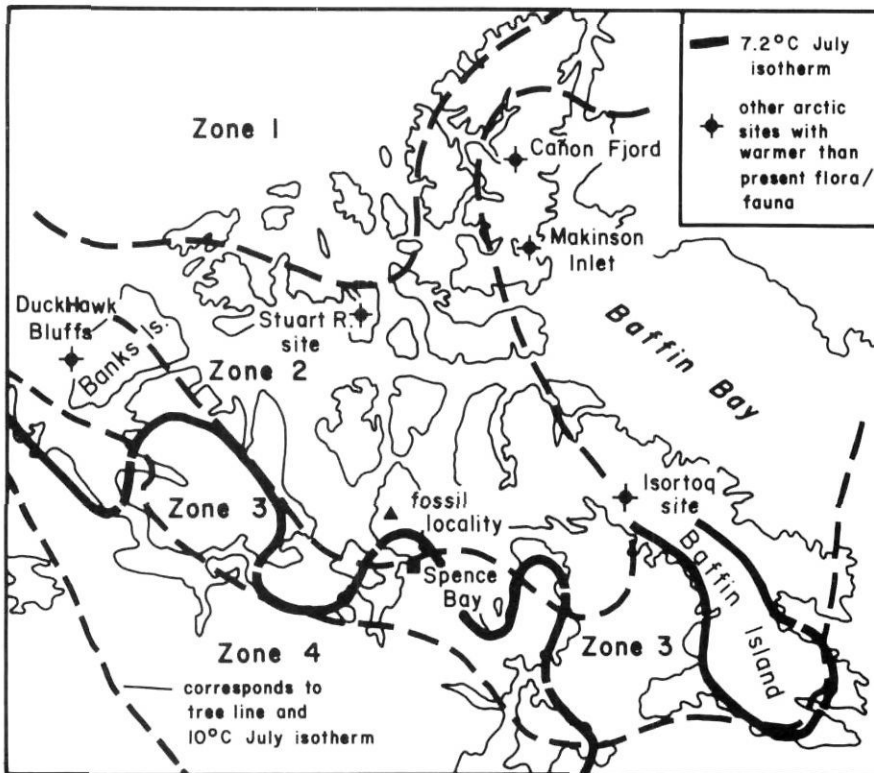 7.2°C July
isotherm
other arctic
sites with
warmer than
present flora/
fauna
Zone 1
Cañon Fjord
Makinson
Inlet
DuckHawk
Bluffs
Banks Is.
Stuart R.
site
Zone 2
Baffin Bay
Zone 3
fossil
locality
Isortoq
site
Spence
Bay
Baffin Island
Zone 4
Zone 3
corresponds to
tree line and
10°C July isotherm